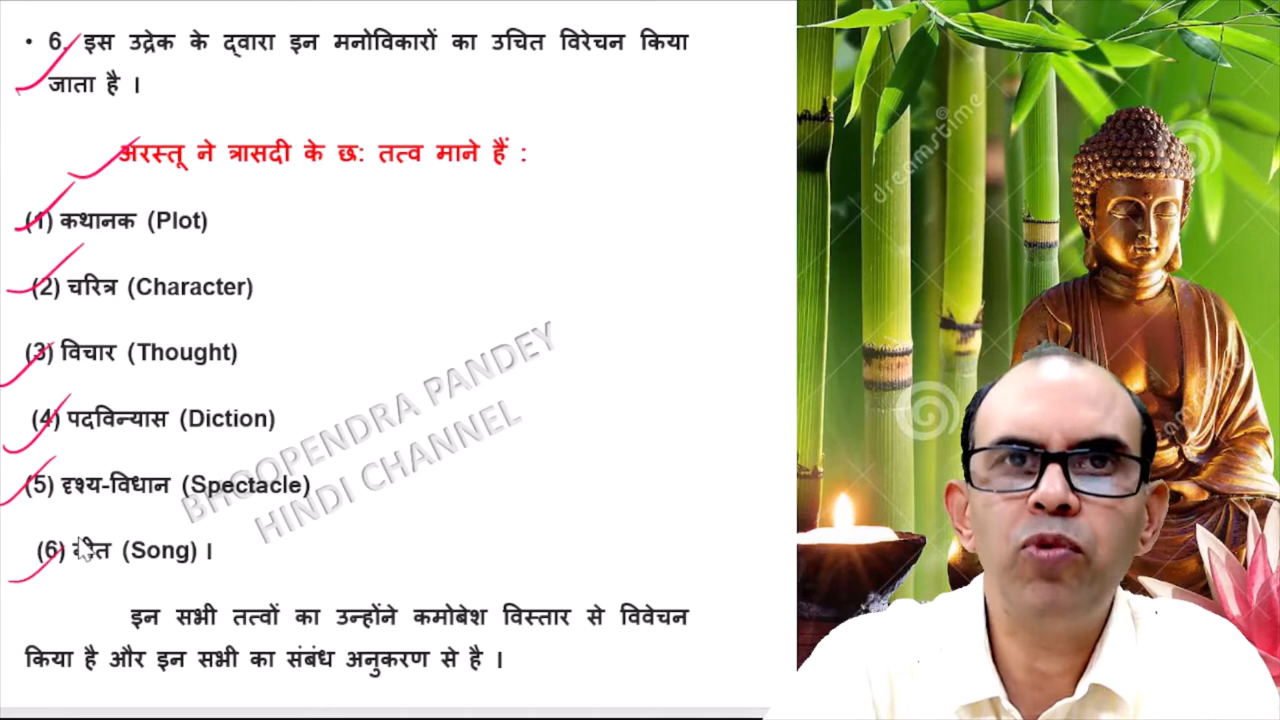 • 6. इस उद्रेक के द्वारा इन मनोविकारों का उचित विरेचन किया
जाता है ।
अरस्तू ने त्रासदी के छ: तत्व माने हैं :
(1) कथानक (Plot)
(2) चरित्र (Character)
(3) विचार (Thought)
(4) पदविन्यास (Diction)
(5) दृश्य-विधान (Spectacle)
(6) गीत (Song) ।
इन सभी तत्वों का उन्होंने कमोबेश विस्तार से विवेचन
किया है और इन सभी का संबंध अनुकरण से है ।
BHOOPENDRA PANDEY
HINDI CHANNEL
dreamstime